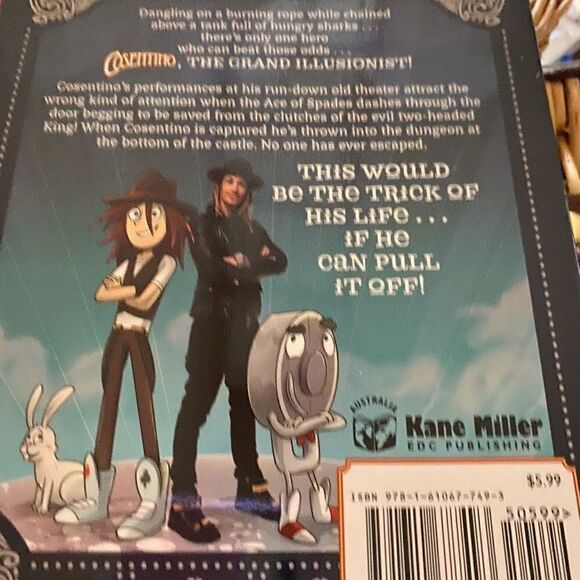 Dangling on a burning rope while chained
above a tank full of hungry sharks . . .
there's only one hero
who can beat those odds . . .
COSENTINO, THE GRAND ILLUSIONIST!
Cosentino's performances at his run-down old theater attract the
wrong kind of attention when the Ace of Spades dashes through the
door begging to be saved from the clutches of the evil two-headed
King! When Cosentino is captured he's thrown into the dungeon at
the bottom of the castle. No one has ever escaped.
THIS WOULD
BE THE TRICK OF
HIS LIFE . . .
IF HE
CAN PULL
IT OFF!
AUSTRALIA
Kane Miller
EDC PUBLISHING
$5.99
ISBN 978-1-61067-749-3
50599>